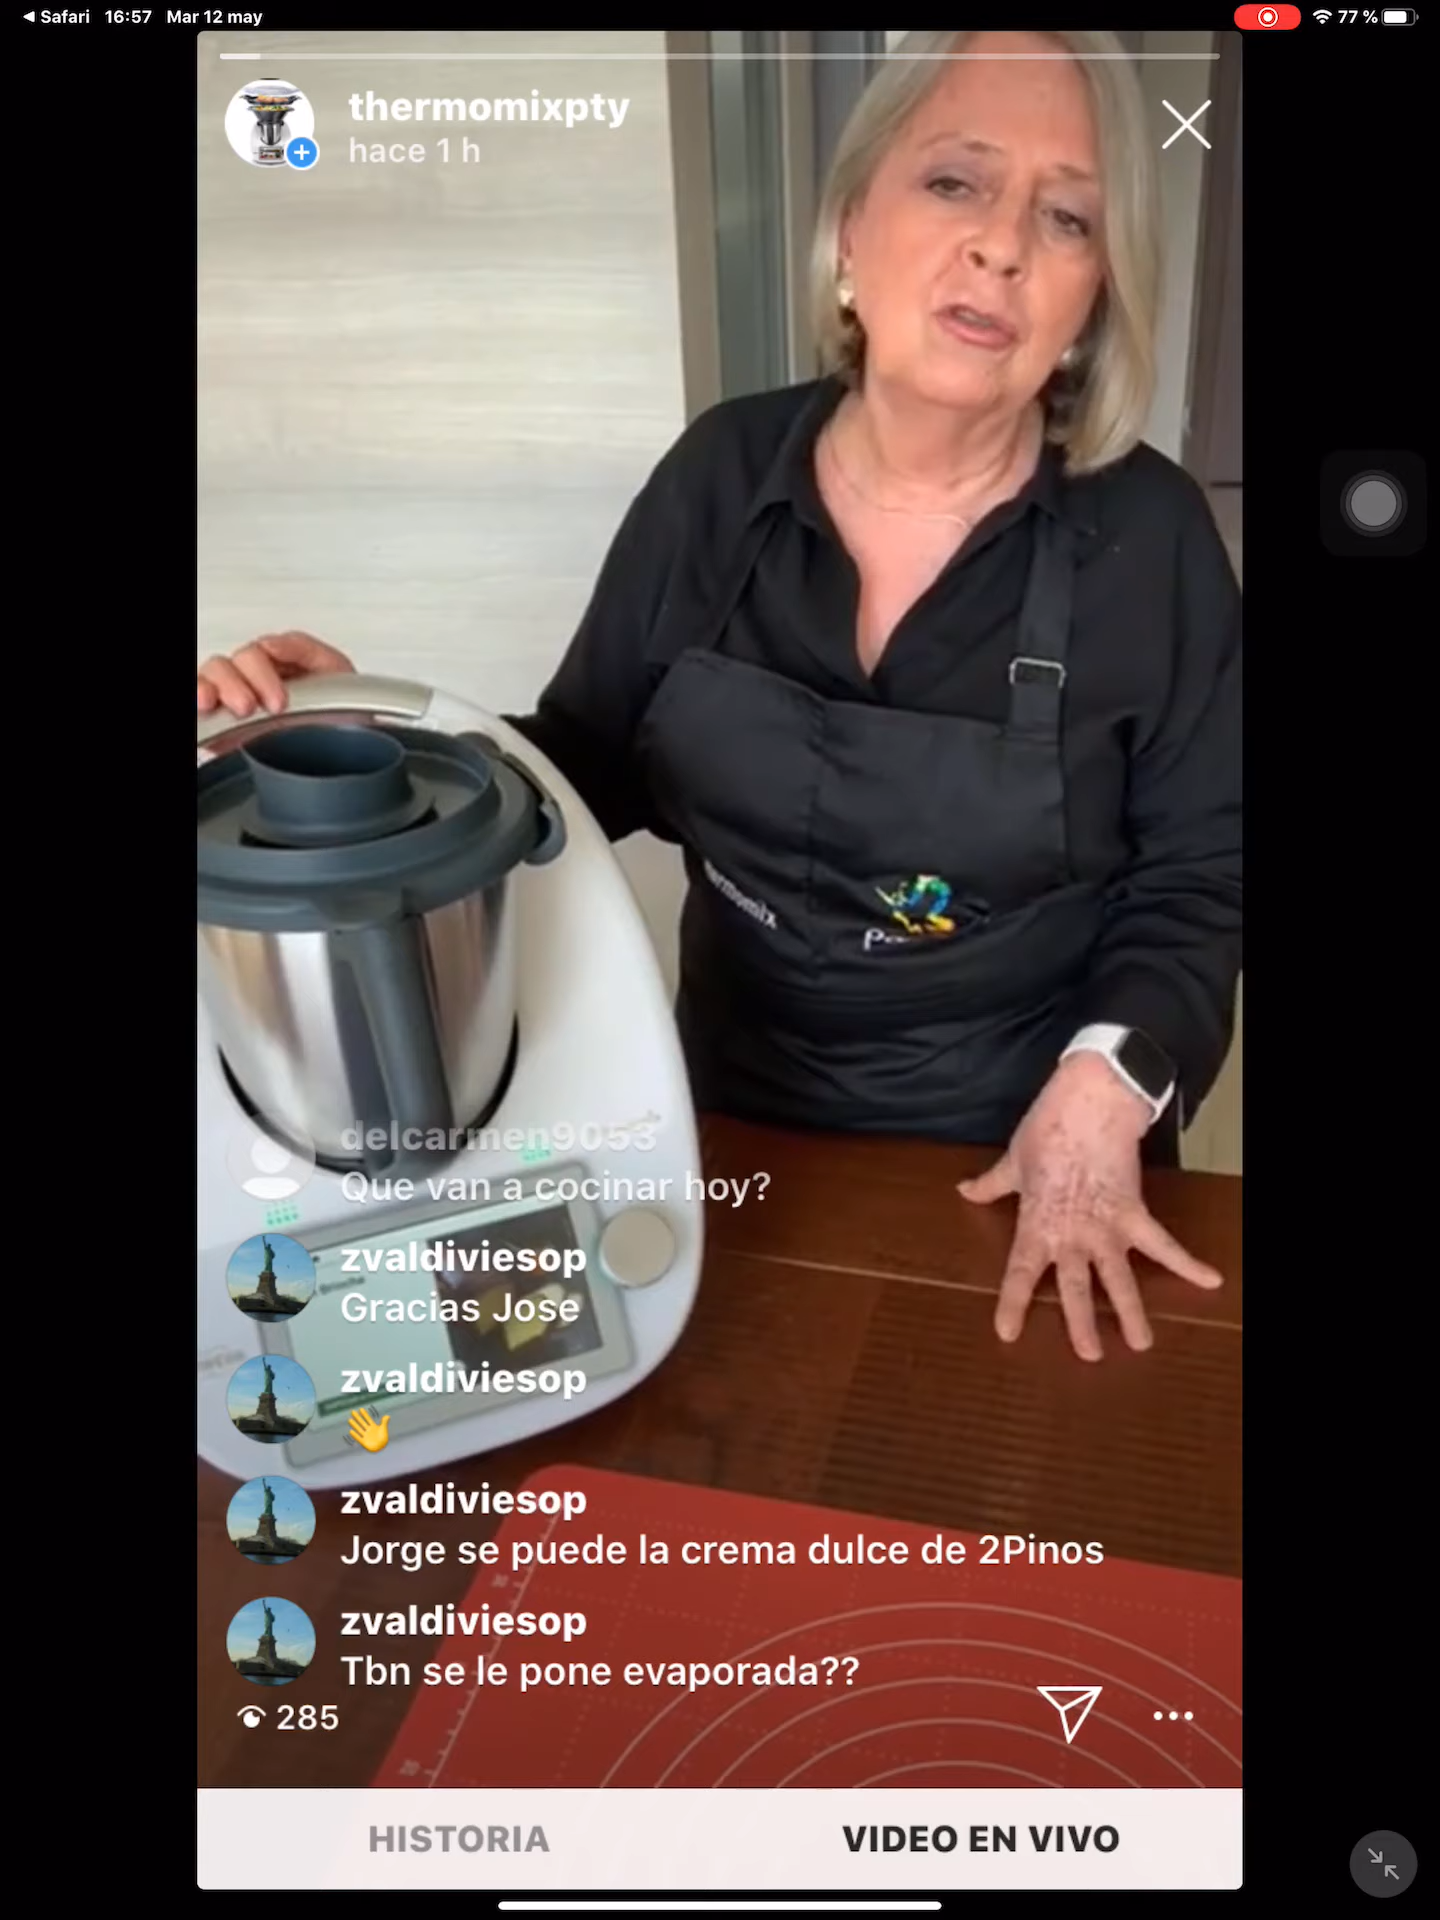 ◀ Safari 16:57 Mar 12 may
77 %
thermomixpty
hace 1 h
thermomix
delcarmen9053
Que van a cocinar hoy?
zvaldiviesop
Gracias Jose
zvaldiviesop
👋
zvaldiviesop
Jorge se puede la crema dulce de 2Pinos
zvaldiviesop
Tbn se le pone evaporada??
285
HISTORIA
VIDEO EN VIVO